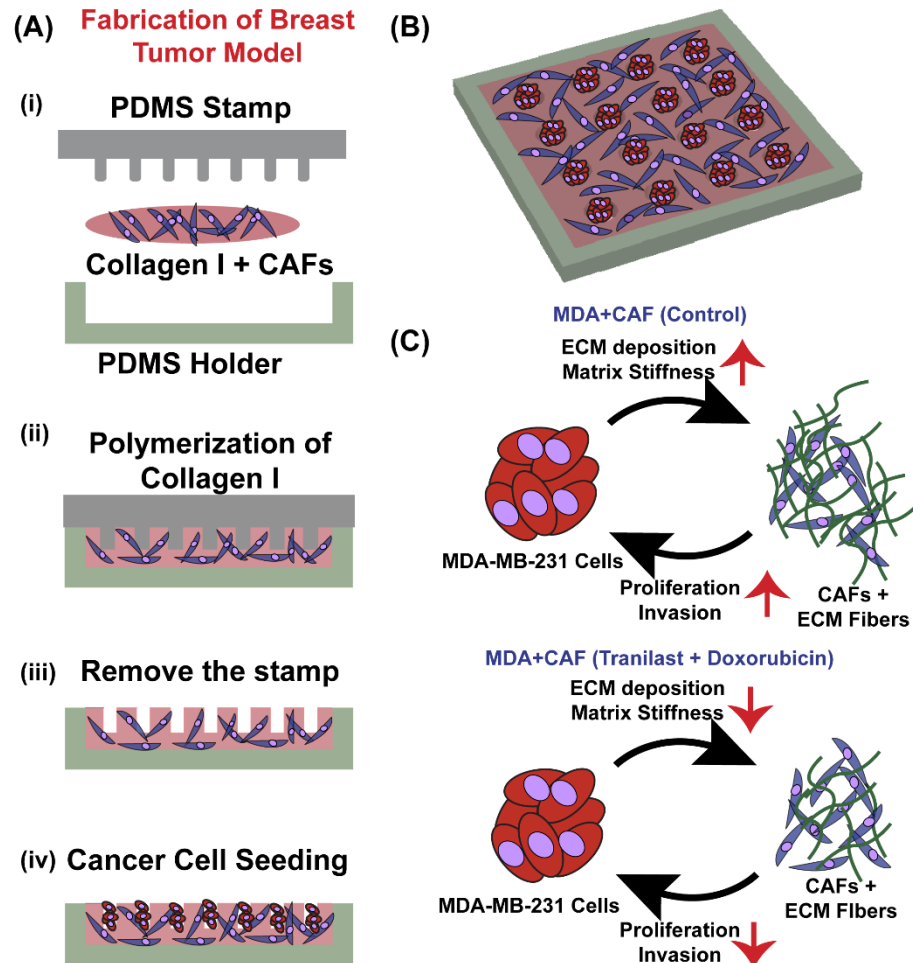 (A) Fabrication of Breast
Tumor Model
(i)
PDMS Stamp
Collagen I + CAFs
PDMS Holder
(ii)
Polymerization of
Collagen I
(iii) Remove the stamp
(iv) Cancer Cell Seeding
(B)
(C)
MDA+CAF (Control)
ECM deposition
Matrix Stiffness
MDA-MB-231 Cells
Proliferation
Invasion
CAFs +
ECM Fibers
MDA+CAF (Tranilast + Doxorubicin)
ECM deposition
Matrix Stiffness
MDA-MB-231 Cells
Proliferation
Invasion
CAFs +
ECM FIbers